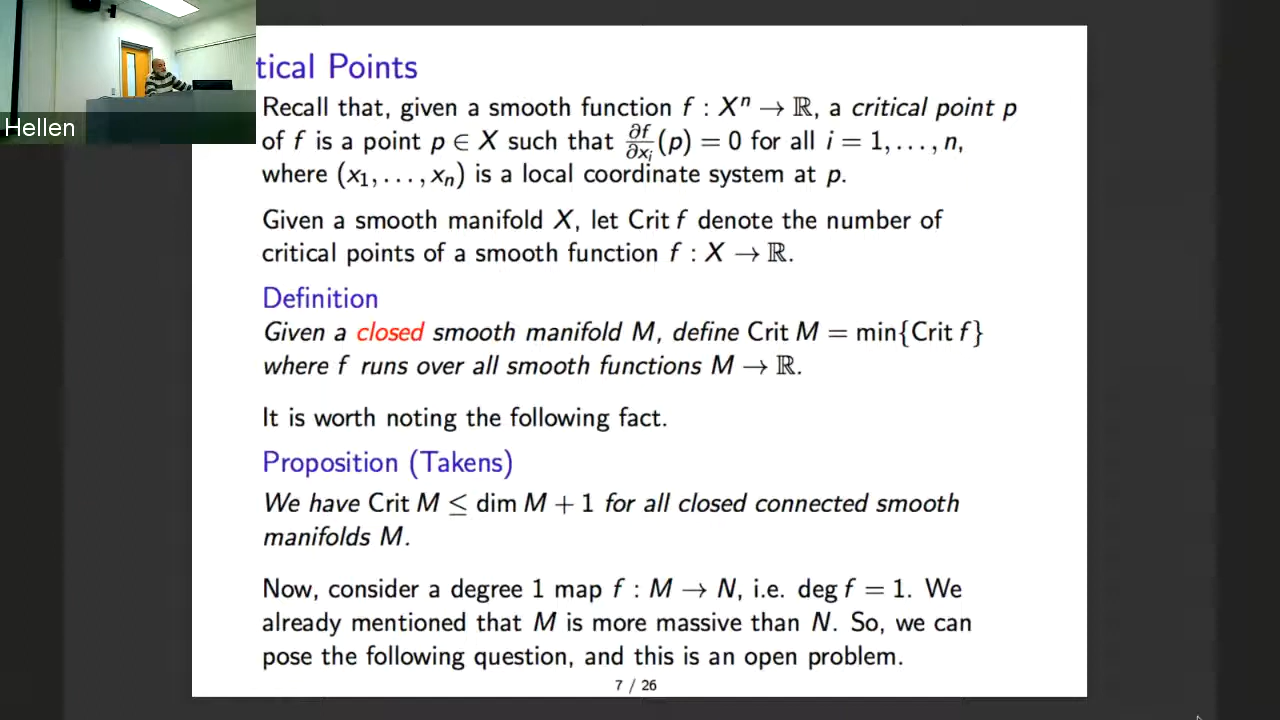 tical Points
Recall that, given a smooth function f : Xⁿ → ℝ, a critical point p
of f is a point p ∈ X such that ∂f/∂xᵢ(p) = 0 for all i = 1, . . . , n,
where (x₁, . . . , xₙ) is a local coordinate system at p.
Given a smooth manifold X, let Crit f denote the number of
critical points of a smooth function f : X → ℝ.
Definition
Given a closed smooth manifold M, define Crit M = min{Crit f}
where f runs over all smooth functions M → ℝ.
It is worth noting the following fact.
Proposition (Takens)
We have Crit M ≤ dim M + 1 for all closed connected smooth
manifolds M.
Now, consider a degree 1 map f : M → N, i.e. deg f = 1. We
already mentioned that M is more massive than N. So, we can
pose the following question, and this is an open problem.
7 / 26
Hellen